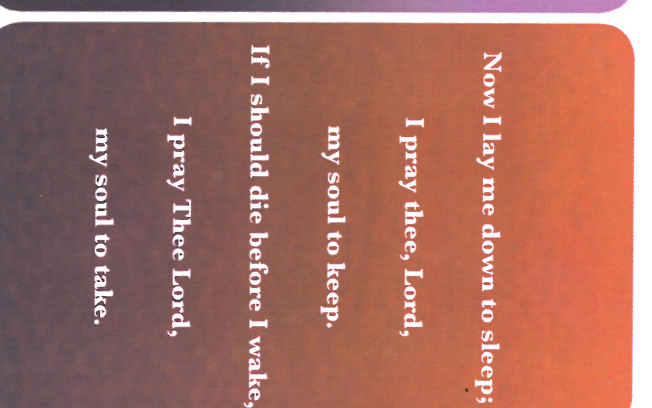 Now I lay me down to sleep;
I pray thee, Lord,
my soul to keep.
If I should die before I wake,
I pray Thee Lord,
my soul to take.